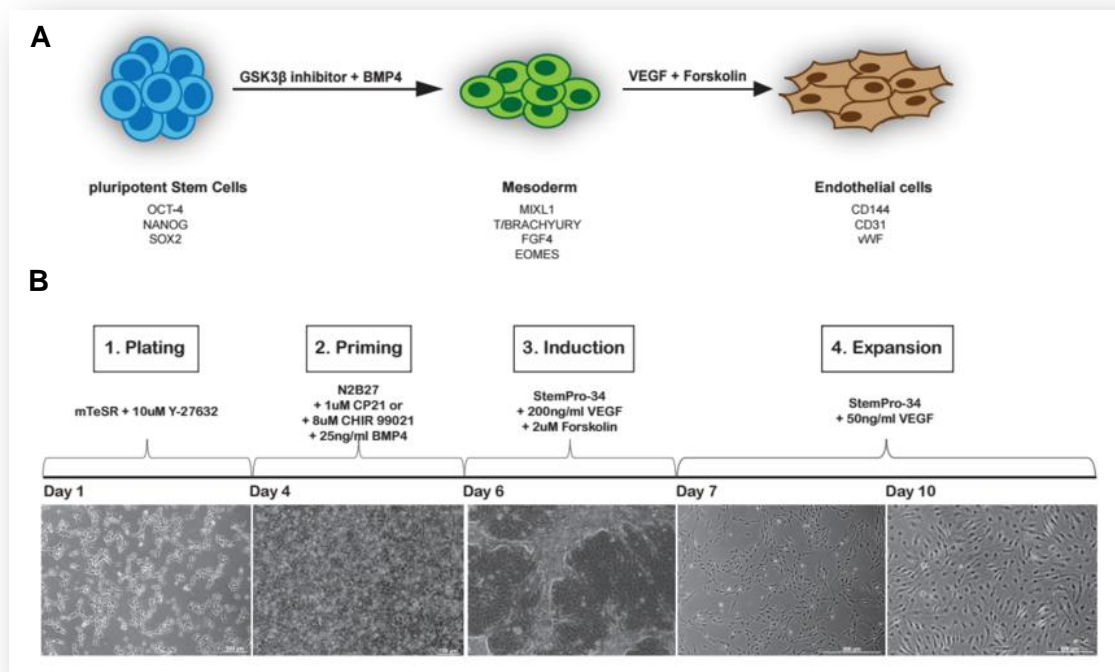 A
GSK3β inhibitor + BMP4
VEGF + Forskolin
pluripotent Stem Cells
OCT-4
NANOG
SOX2
Mesoderm
MIXL1
T/BRACHYURY
FGF4
EOMES
Endothelial cells
CD144
CD31
vWF
B
1. Plating
mTeSR + 10uM Y-27632
2. Priming
N2B27
+ 1uM CP21 or
+ 8uM CHIR 99021
+ 25ng/ml BMP4
3. Induction
StemPro-34
+ 200ng/ml VEGF
+ 2uM Forskolin
4. Expansion
StemPro-34
+ 50ng/ml VEGF
Day 1
Day 4
Day 6
Day 7
Day 10